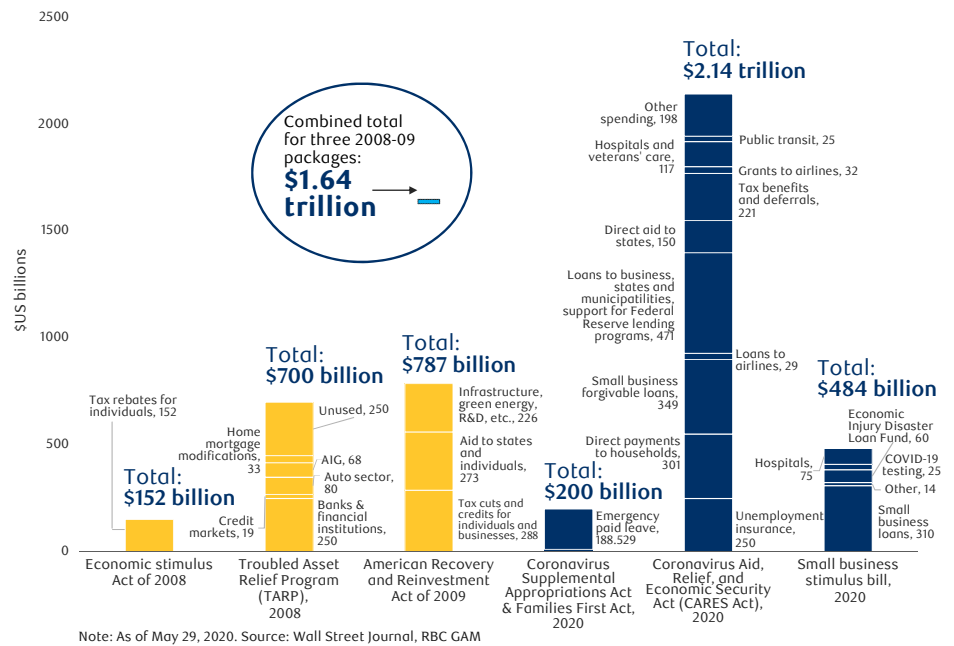 2500
2000
1500
1000
500
0
$US billions
Combined total
for three 2008-09
packages:
$1.64
trillion
Tax rebates for
individuals, 152
Total:
$152 billion
Economic stimulus
Act of 2008
Total:
$700 billion
Unused, 250
Home
mortgage
modifications,
33
AIG, 68
Auto sector,
80
Credit
markets, 19
Banks &
financial
institutions,
250
Troubled Asset
Relief Program
(TARP),
2008
Total:
$787 billion
Infrastructure,
green energy,
R&D, etc., 226
Aid to states
and
individuals,
273
Tax cuts and
credits for
individuals and
businesses, 288
American Recovery
and Reinvestment
Act of 2009
Total:
$200 billion
Emergency
paid leave,
188.529
Coronavirus
Supplemental
Appropriations Act
& Families First Act,
2020
Total:
$2.14 trillion
Other
spending, 198
Public transit, 25
Hospitals and
veterans' care,
117
Grants to airlines, 32
Tax benefits
and deferrals,
221
Direct aid to
states, 150
Loans to business,
states and
municipatilities,
support for Federal
Reserve lending
programs, 471
Loans to
airlines, 29
Small business
forgivable loans,
349
Direct payments
to households,
301
Unemployment
insurance,
250
Coronavirus Aid,
Relief, and
Economic Security
Act (CARES Act),
2020
Total:
$484 billion
Economic
Injury Disaster
Loan Fund, 60
Hospitals,
75
COVID-19
testing, 25
Other, 14
Small
business
loans, 310
Small business
stimulus bill,
2020
Note: As of May 29, 2020. Source: Wall Street Journal, RBC GAM